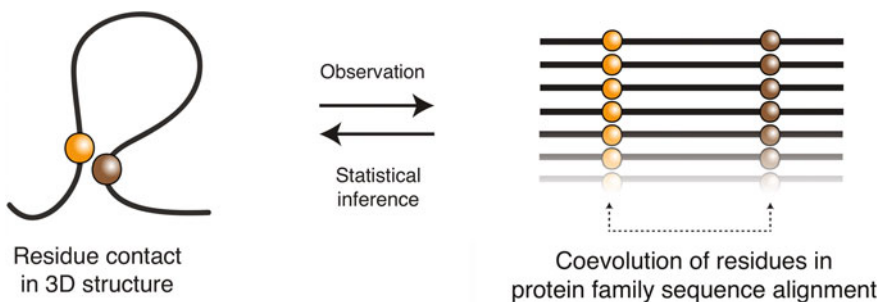 Observation
Statistical
inference
Residue contact
in 3D structure
Coevolution of residues in
protein family sequence alignment